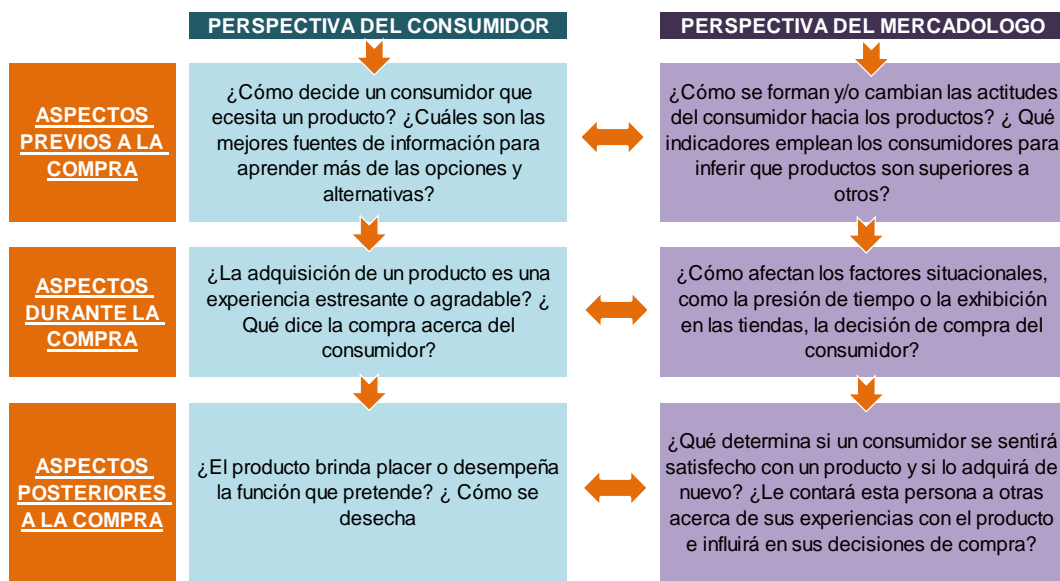 PERSPECTIVA DEL CONSUMIDOR
PERSPECTIVA DEL MERCADOLOGO
ASPECTOS
PREVIOS A LA
COMPRA
¿Cómo decide un consumidor que
ecesita un producto? ¿Cuáles son las
mejores fuentes de información para
aprender más de las opciones y
alternativas?
¿Cómo se forman y/o cambian las actitudes
del consumidor hacia los productos? ¿ Qué
indicadores emplean los consumidores para
inferir que productos son superiores a
otros?
ASPECTOS
DURANTE LA
COMPRA
¿La adquisición de un producto es una
experiencia estresante o agradable? ¿
Qué dice la compra acerca del
consumidor?
¿Cómo afectan los factores situacionales,
como la presión de tiempo o la exhibición
en las tiendas, la decisión de compra del
consumidor?
ASPECTOS
POSTERIORES
A LA COMPRA
¿El producto brinda placer o desempeña
la función que pretende? ¿ Cómo se
desecha
¿Qué determina si un consumidor se sentirá
satisfecho con un producto y si lo adquirá de
nuevo? ¿Le contará esta persona a otras
acerca de sus experiencias con el producto
e influirá en sus decisiones de compra?